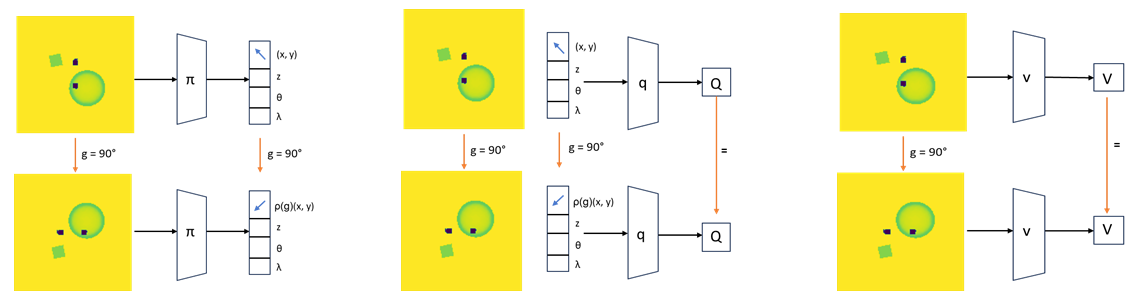 π
(x, y)
z
θ
λ
g = 90°
g = 90°
π
ρ(g)(x, y)
z
θ
λ
(x, y)
z
θ
λ
q
Q
g = 90°
g = 90°
=
ρ(g)(x, y)
z
θ
λ
q
Q
v
V
g = 90°
=
v
V